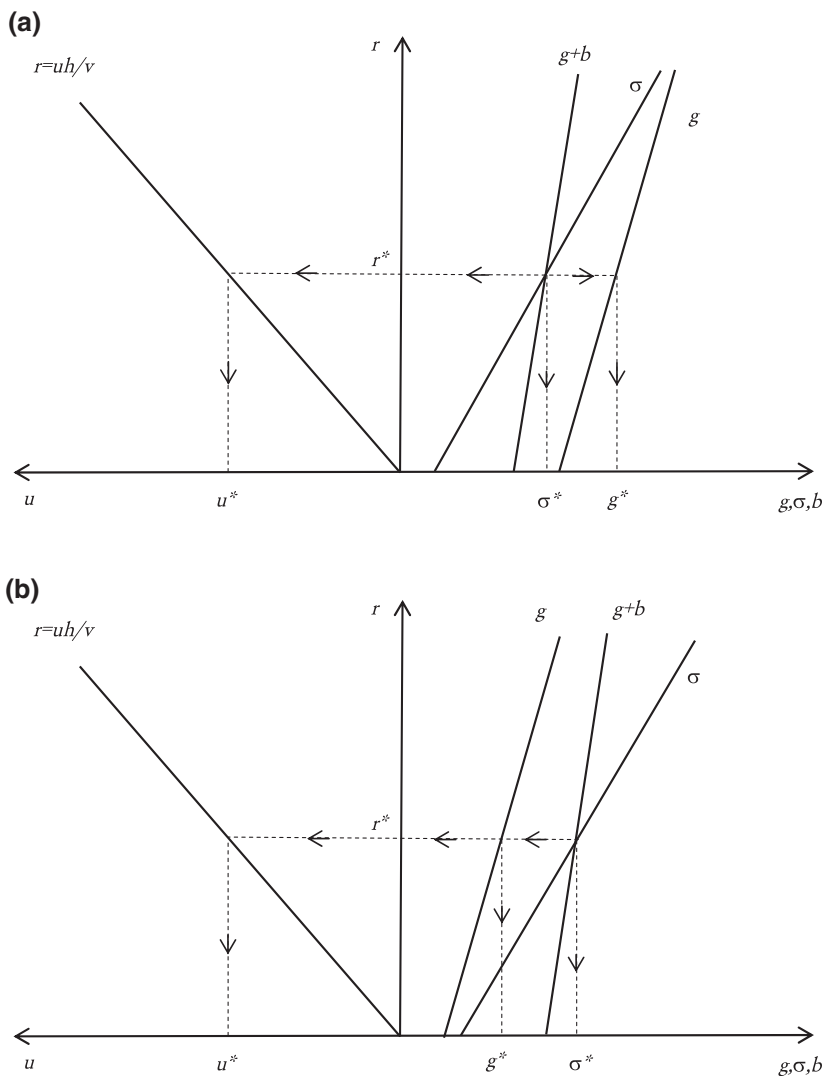 (a)
r
g+b
r=uh/v
σ
g
r*
u
u*
σ*
g*
g,σ,b
(b)
r
g
g+b
r=uh/v
σ
r*
u
u*
g*
σ*
g,σ,b